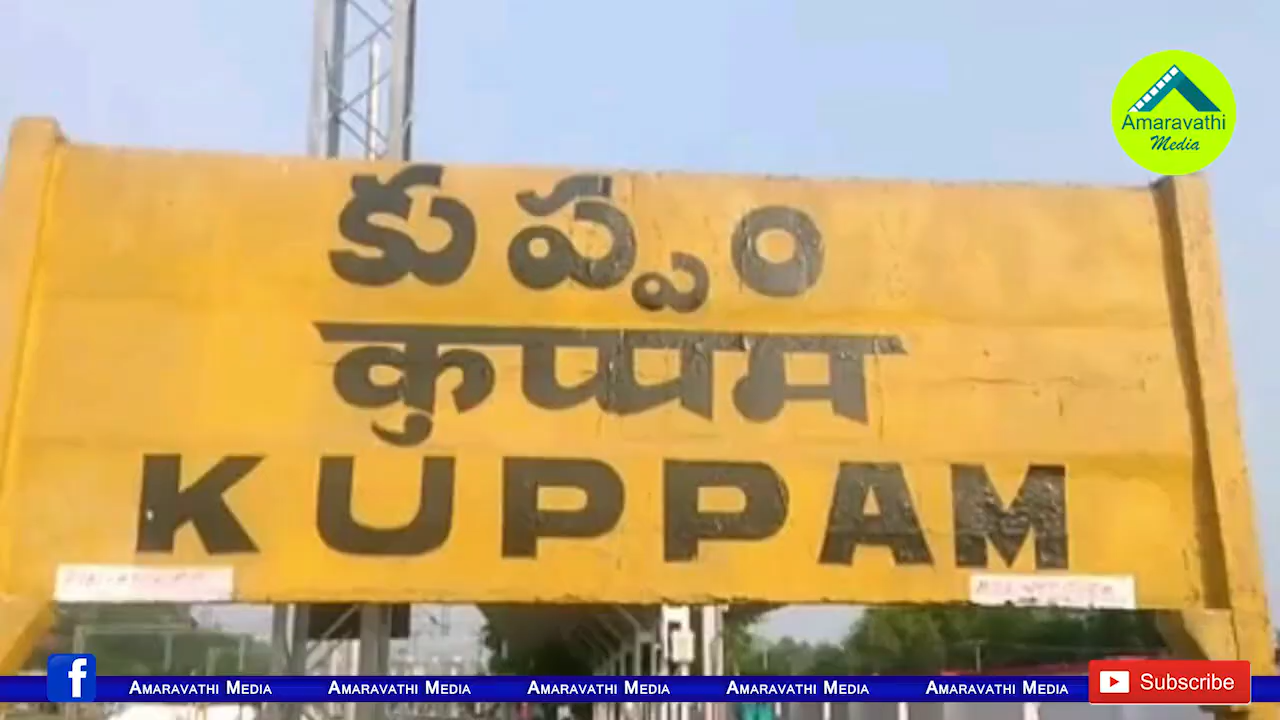 Amaravathi
Media
కుప్పం
कुप्पम
KUPPAM
f Amaravathi Media Amaravathi Media Amaravathi Media Amaravathi Media Amaravathi Media Subscribe